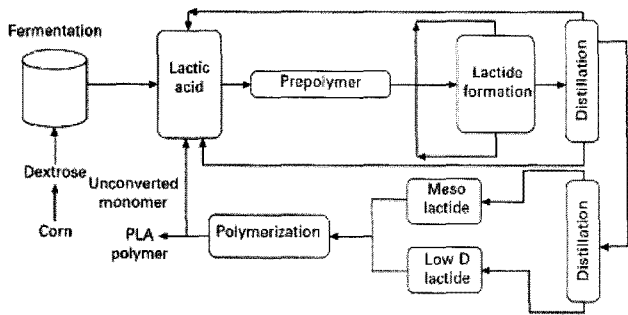 Fermentation
Lactic
acid
Prepolymer
Lactide
formation
Distillation
Dextrose
Corn
Unconverted
monomer
PLA
polymer
Polymerization
Meso
lactide
Low D
lactide
Distillation